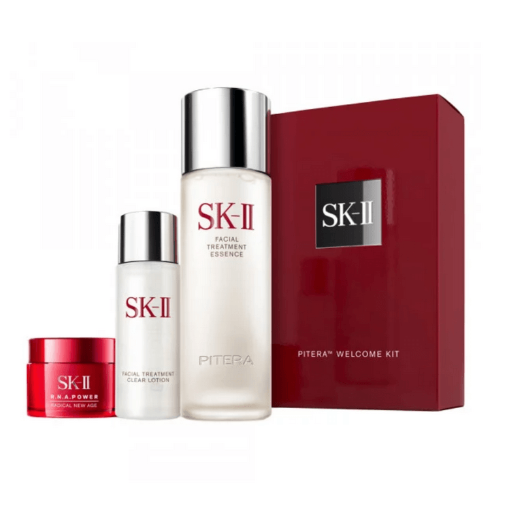 SK-II
R.N.A.POWER
RADICAL NEW AGE
SK-II
FACIAL TREATMENT
CLEAR LOTION
SK-II
FACIAL
TREATMENT
ESSENCE
PITERA
SK-II
PITERA™ WELCOME KIT